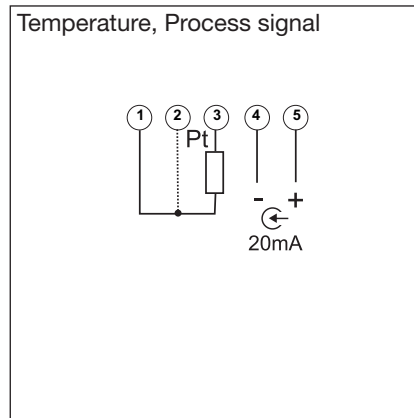 Temperature, Process signal
1 2 3 4 5
Pt
- +
20mA